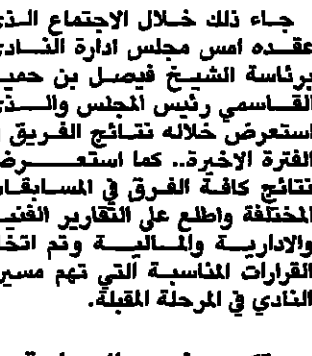 جاء ذلك خلال الاجتماع الذي
عقده امس مجلس ادارة النادي
برئاسة الشيخ فيصل بن حميد
القاسمي رئيس المجلس والذي
استعرض خلاله نتائج الفريق
الفترة الاخيرة.. كما استعرض
نتائج كافة الفرق في المسابقات
المختلفة واطلع على التقارير الفنية
والادارية والمالية وتم اتخاذ
القرارات المناسبة التي تهم مسيرة
النادي في المرحلة المقبلة.